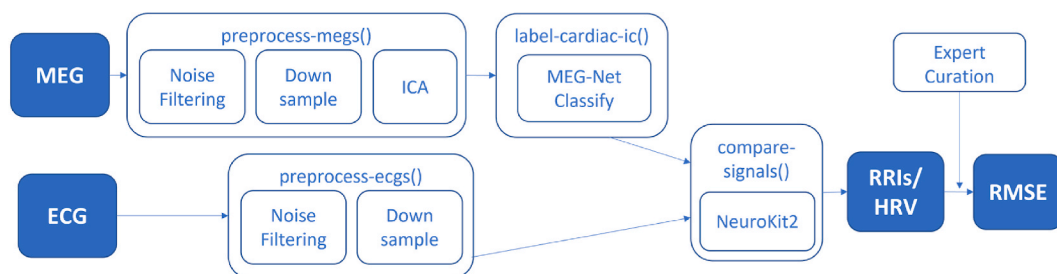 preprocess-megs()
label-cardiac-ic()
MEG
Noise
Filtering
Down
sample
ICA
MEG-Net
Classify
Expert
Curation
compare-
signals()
NeuroKit2
RRIs/
HRV
RMSE
preprocess-ecgs()
ECG
Noise
Filtering
Down
sample